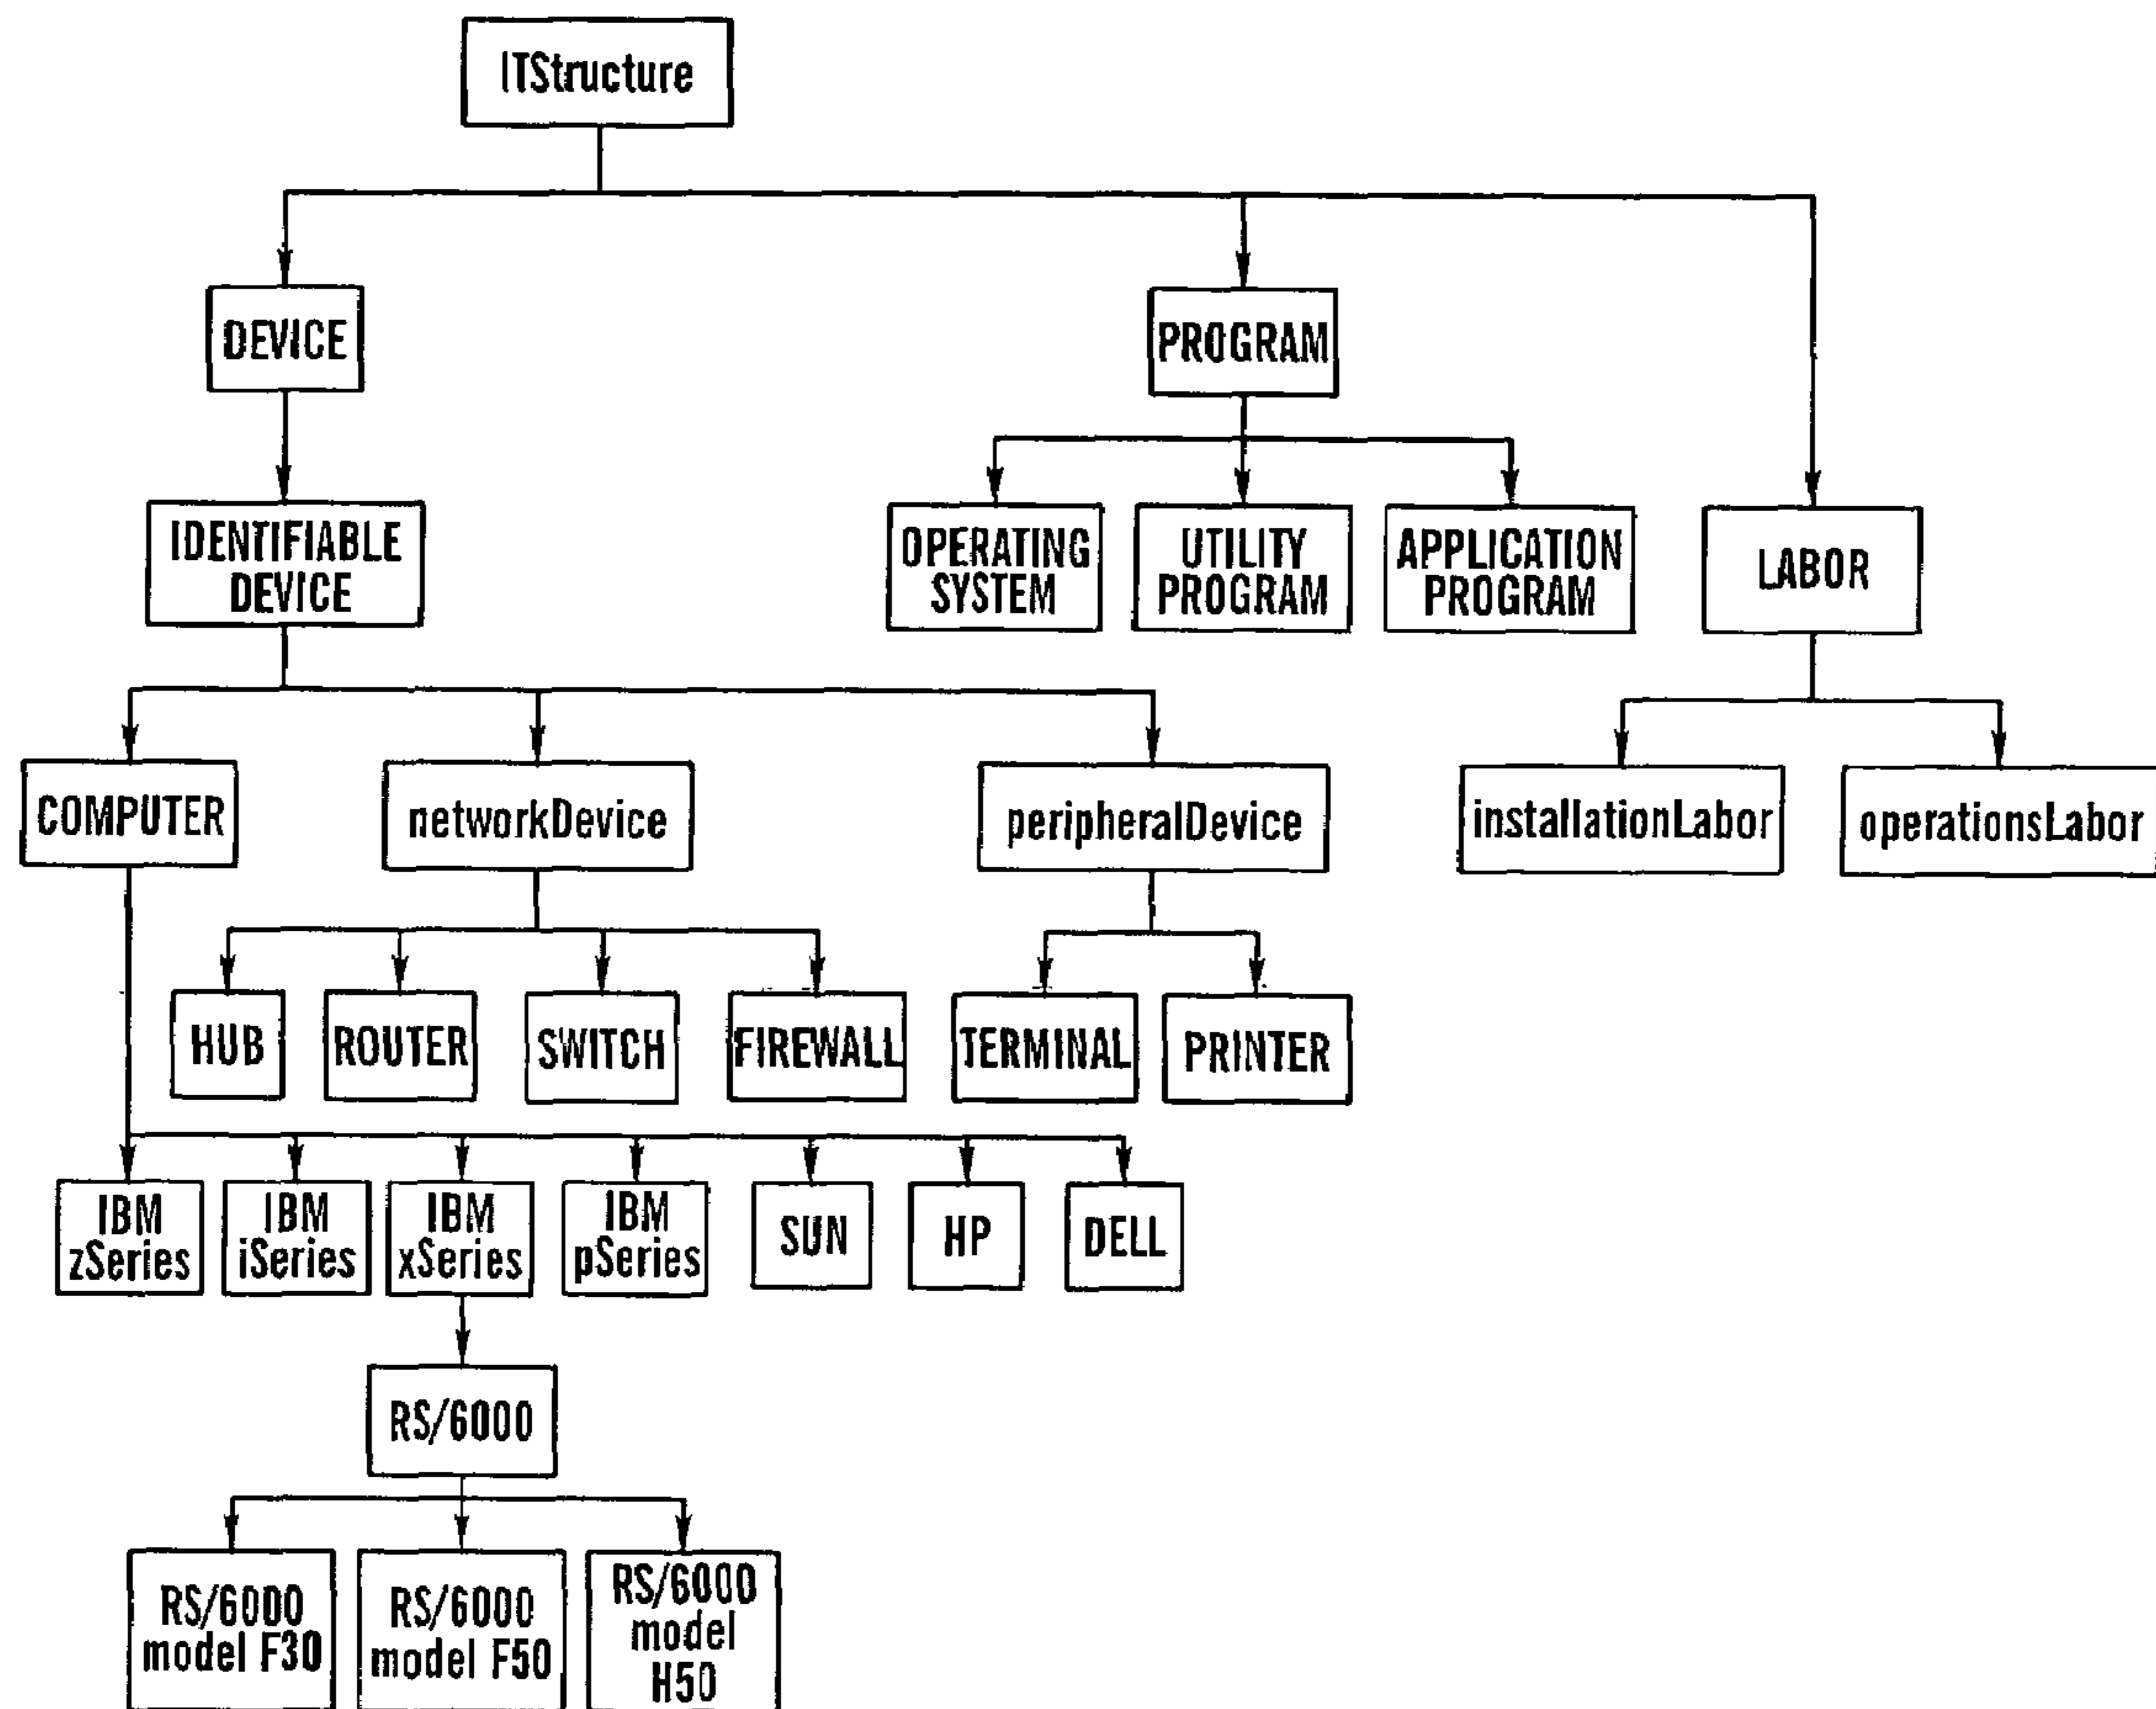 ITStructure
DEVICE
PROGRAM
IDENTIFIABLE
DEVICE
OPERATING
SYSTEM
UTILITY
PROGRAM
APPLICATION
PROGRAM
LABOR
COMPUTER
networkDevice
peripheralDevice
installationLabor
operationsLabor
HUB
ROUTER
SWITCH
FIREWALL
TERMINAL
PRINTER
IBM
zSeries
IBM
iSeries
IBM
xSeries
IBM
pSeries
SUN
HP
DELL
RS/6000
RS/6000
model F30
RS/6000
model F50
RS/6000
model
H50